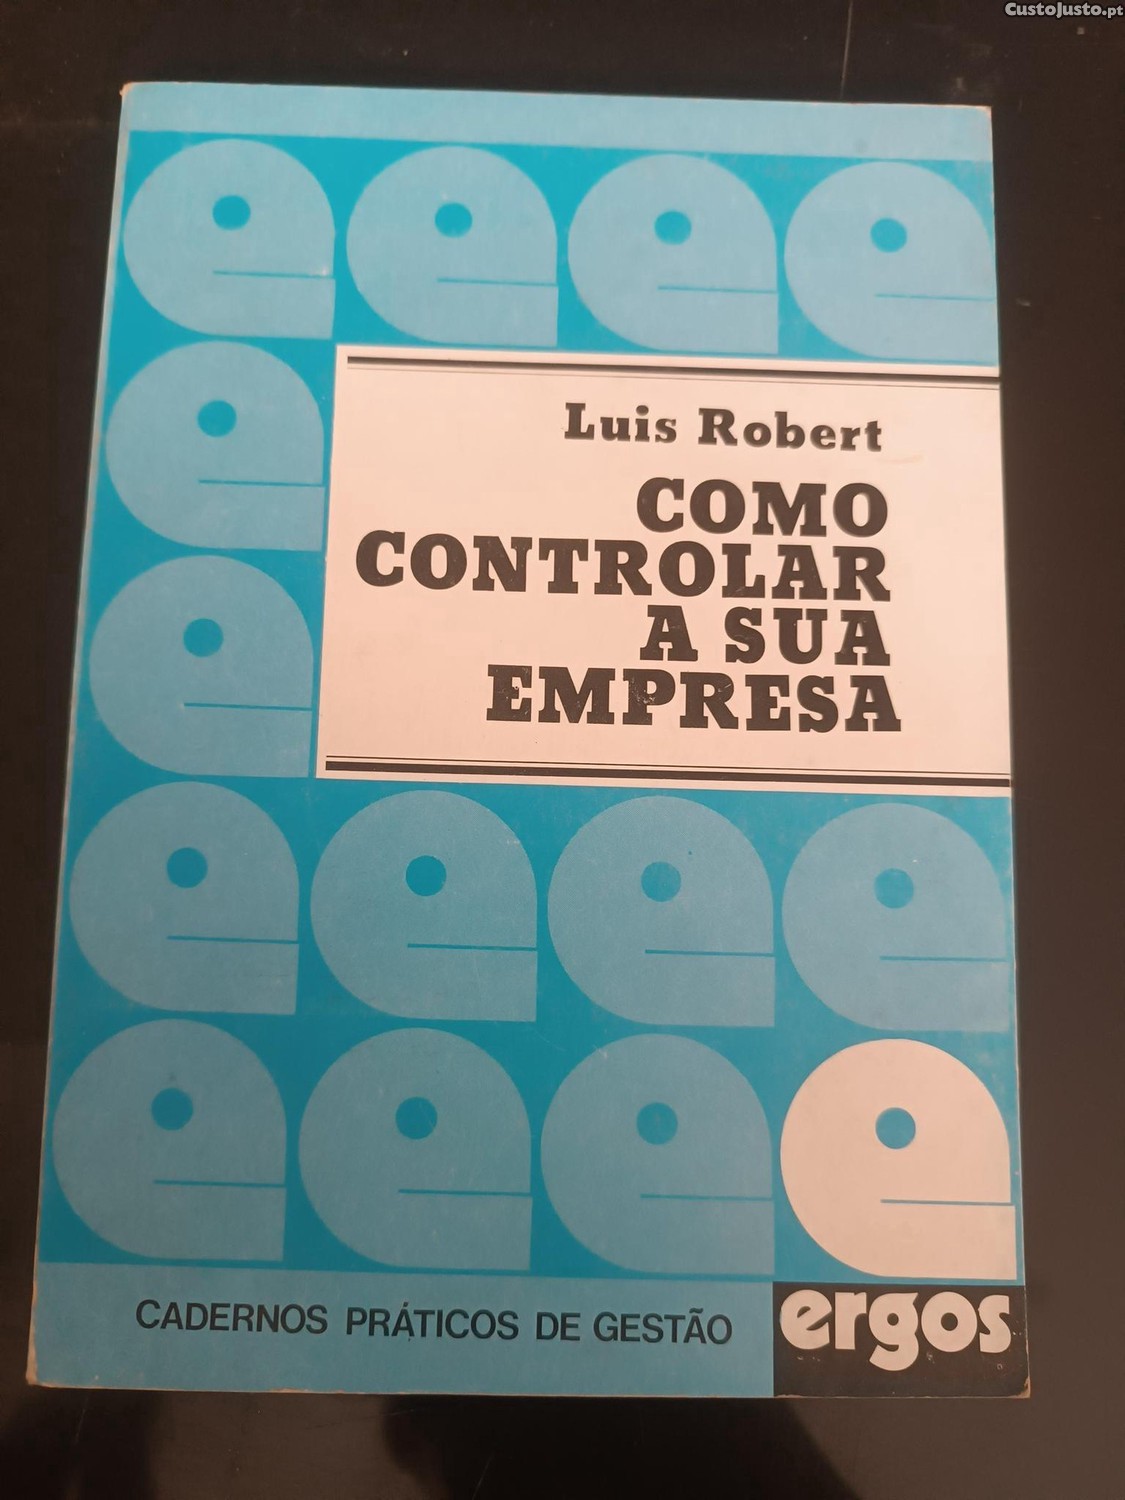 CustoJusto.pt
Luis Robert
COMO
CONTROLAR
A SUA
EMPRESA
CADERNOS PRÁTICOS DE GESTÃO
ergos